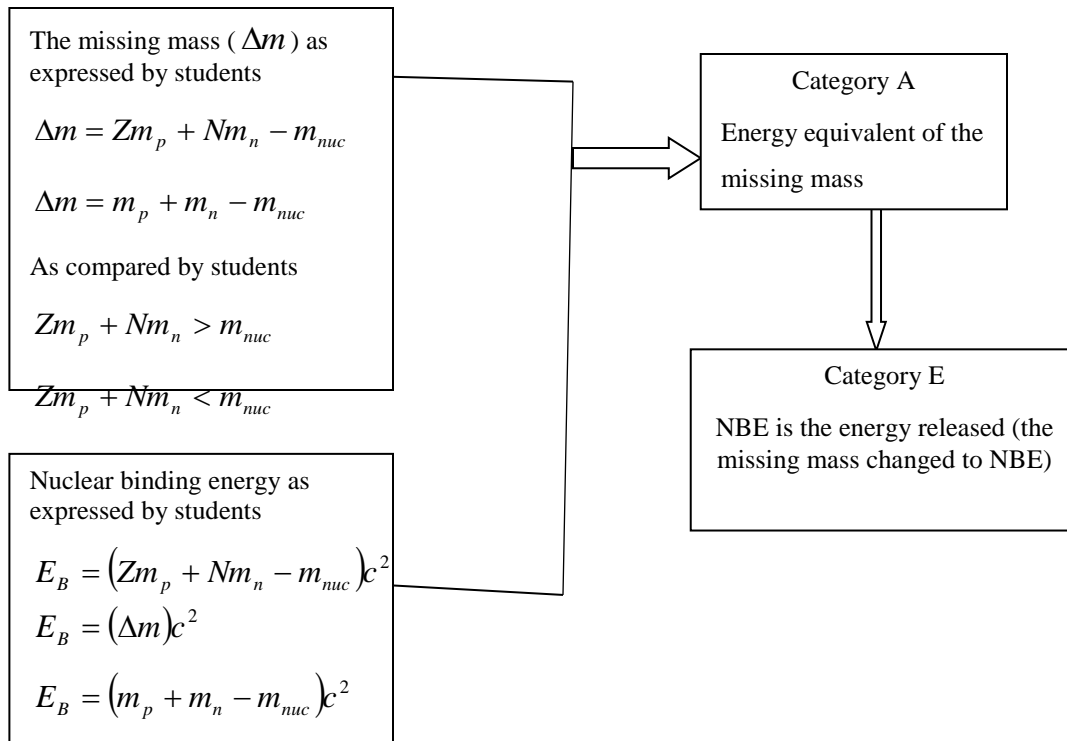 The missing mass ( Δm ) as
expressed by students
Δm = Zm_p + Nm_n − m_nuc
Δm = m_p + m_n − m_nuc
As compared by students
Zm_p + Nm_n > m_nuc
Zm_p + Nm_n < m_nuc
Nuclear binding energy as
expressed by students
E_B = (Zm_p + Nm_n − m_nuc)c²
E_B = (Δm)c²
E_B = (m_p + m_n − m_nuc)c²
Category A
Energy equivalent of the
missing mass
Category E
NBE is the energy released (the
missing mass changed to NBE)